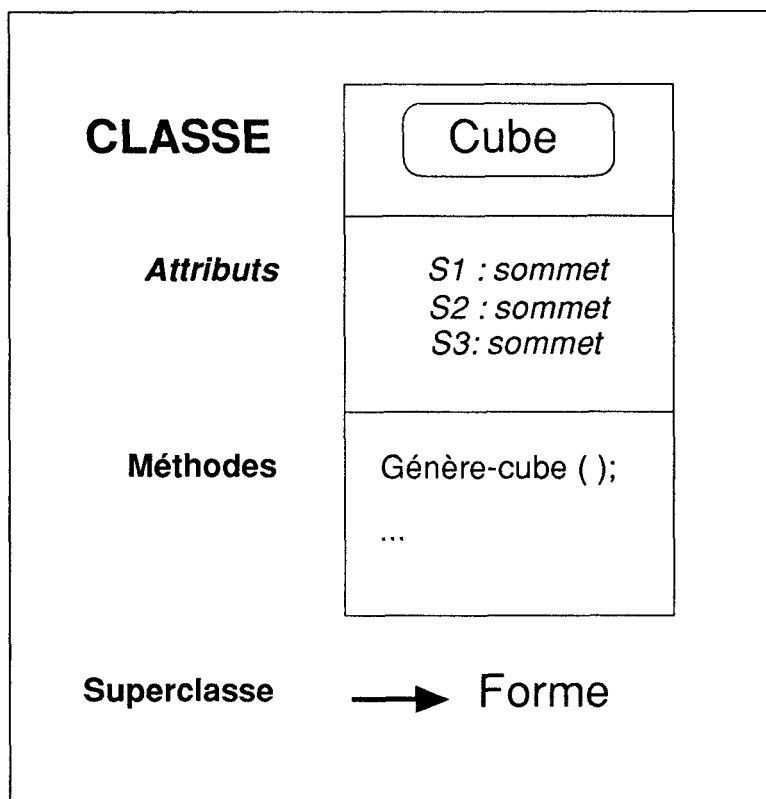 CLASSE Cube
Attributs S1 : sommet
S2 : sommet
S3: sommet
Méthodes Génère-cube ( );
...
Superclasse Forme